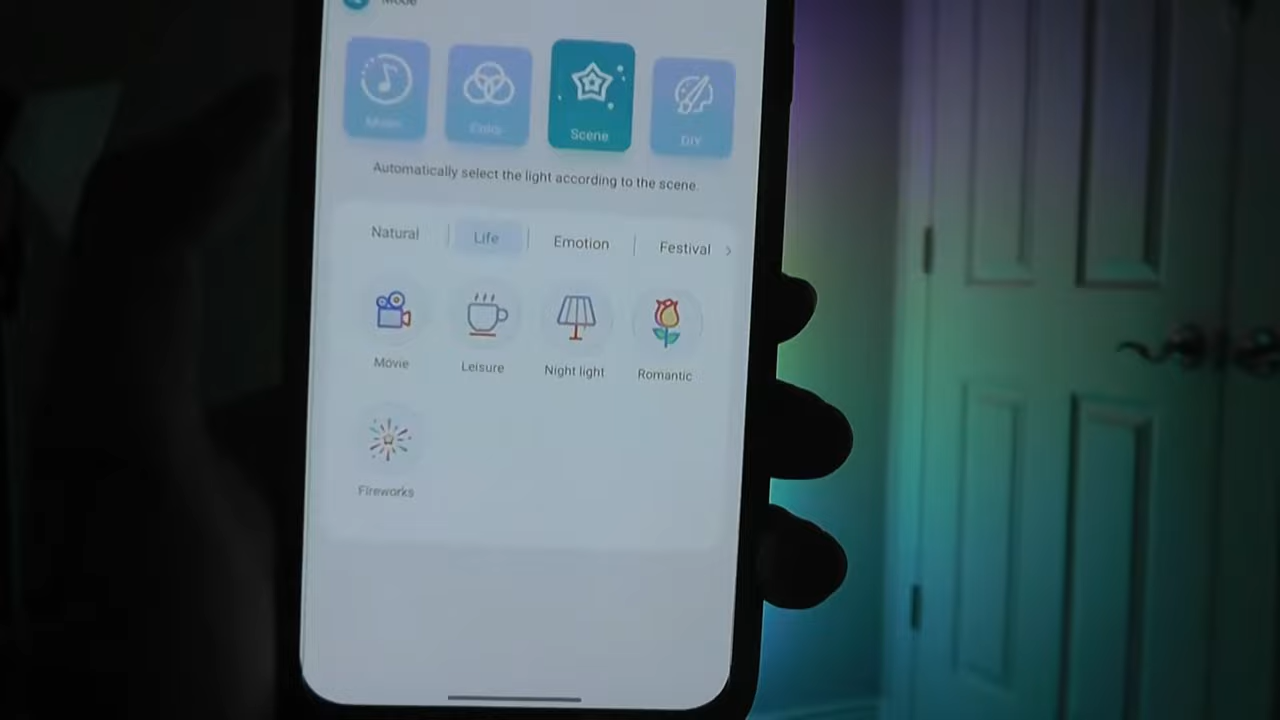 Mode
Music Color Scene DIY
Automatically select the light according to the scene.
Natural Life Emotion Festival
Movie Leisure Night light Romantic
Fireworks